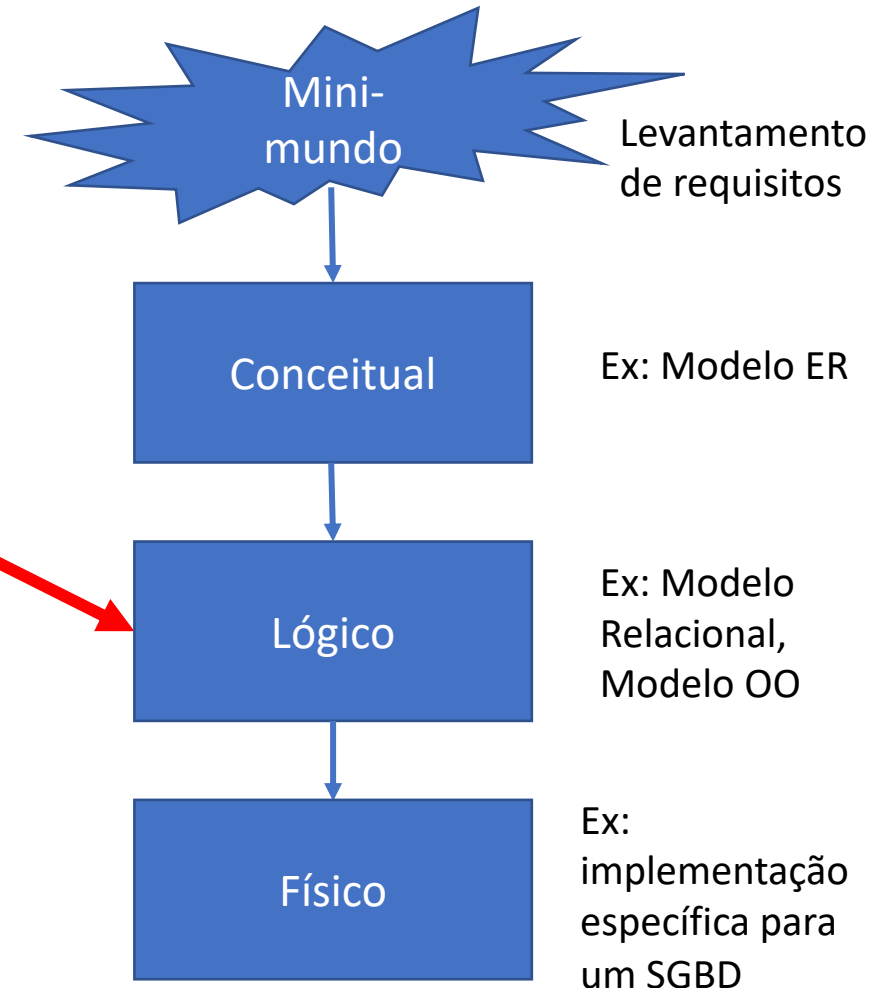 Mini-
mundo
Levantamento
de requisitos
Conceitual
Ex: Modelo ER
Lógico
Ex: Modelo
Relacional,
Modelo OO
Físico
Ex:
implementação
específica para
um SGBD